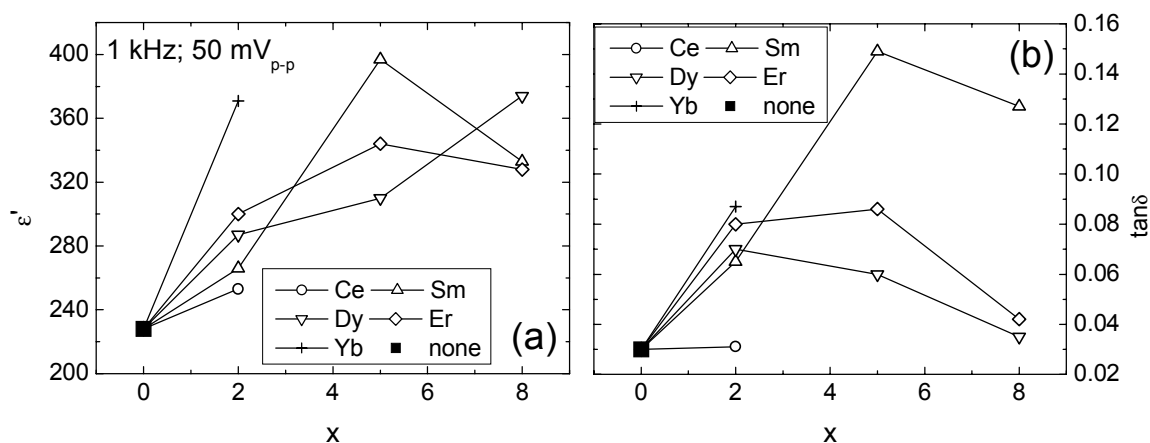 1 kHz; 50 mVp-p
400
360
320
280
240
200
ε'
0 2 4 6 8
x
Ce Sm
Dy Er
Yb none
(a)
Ce Sm
Dy Er
Yb none
(b)
0.16
0.14
0.12
0.10
0.08
0.06
0.04
0.02
tanδ
0 2 4 6 8
x